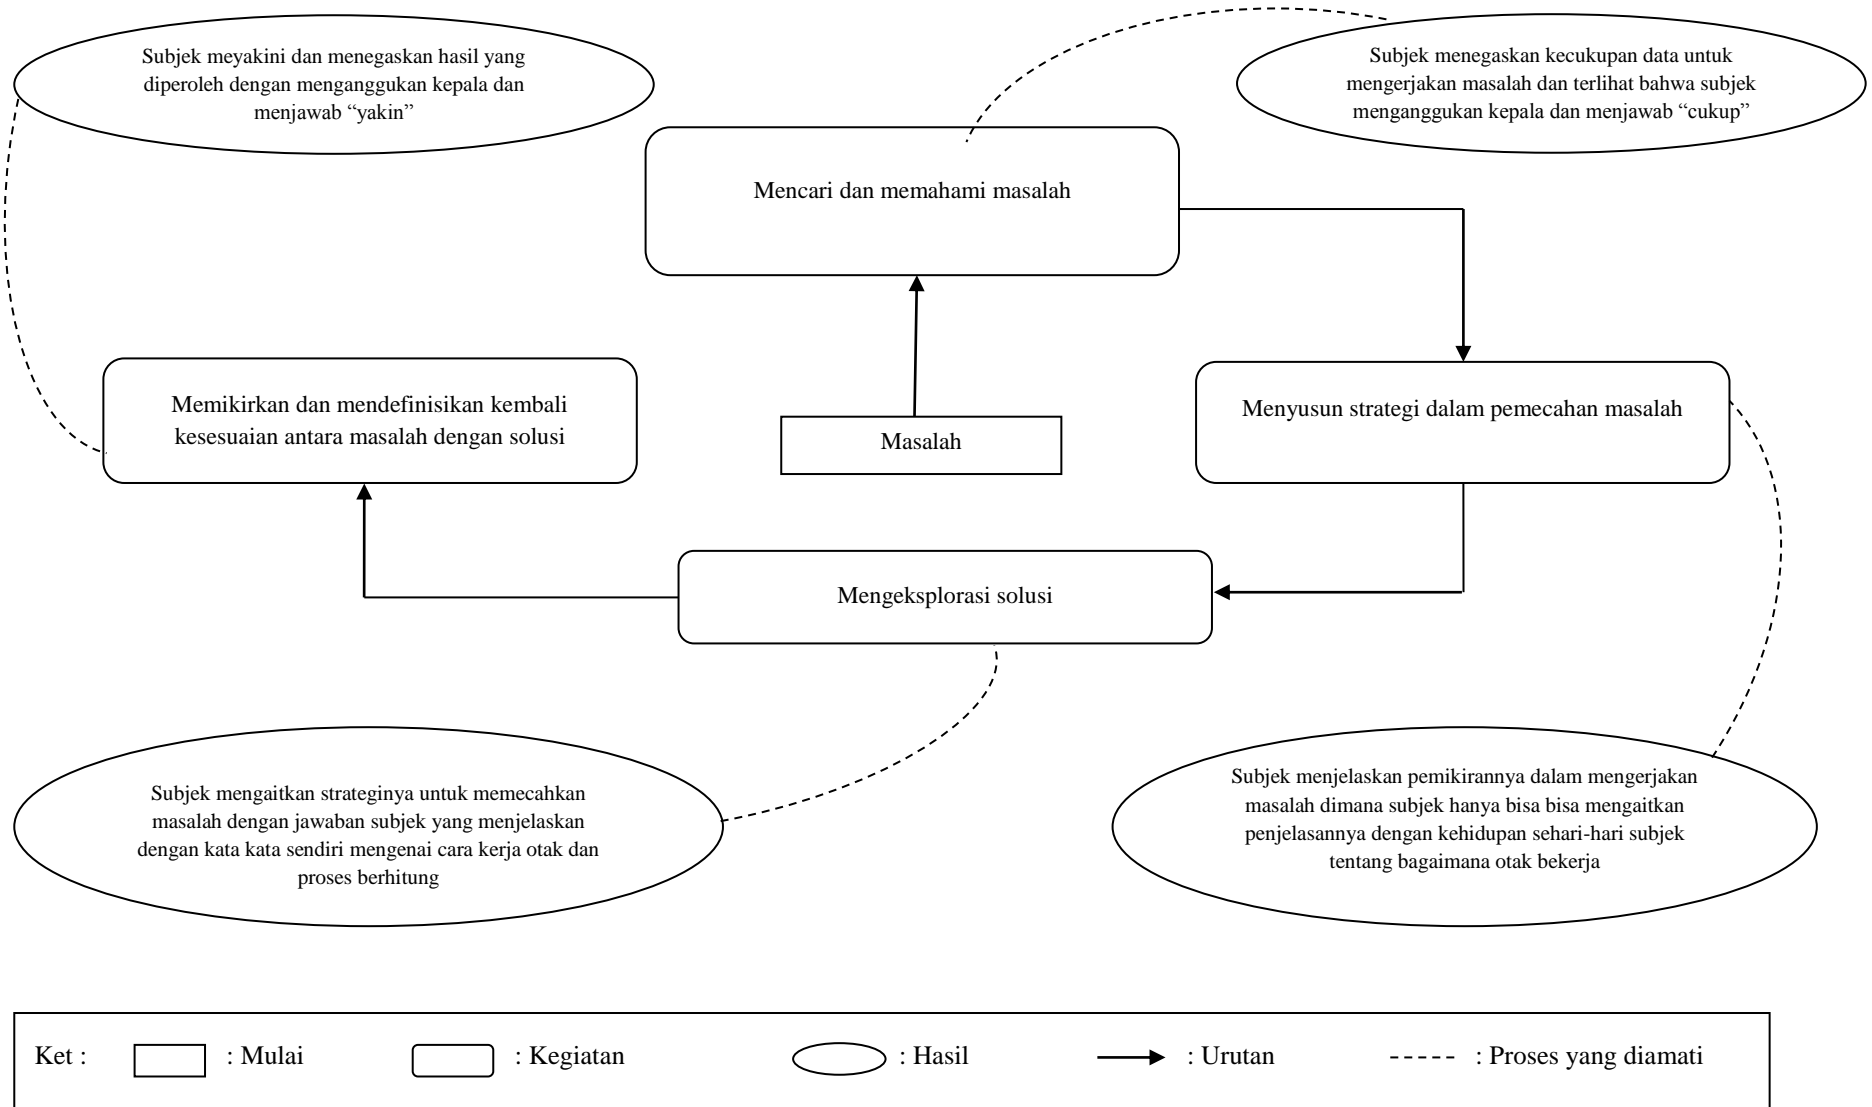 Subjek meyakini dan menegaskan hasil yang
diperoleh dengan menganggukan kepala dan
menjawab “yakin”
Subjek menegaskan kecukupan data untuk
mengerjakan masalah dan terlihat bahwa subjek
menganggukan kepala dan menjawab “cukup”
Mencari dan memahami masalah
Memikirkan dan mendefinisikan kembali
kesesuaian antara masalah dengan solusi
Masalah
Menyusun strategi dalam pemecahan masalah
Mengeksplorasi solusi
Subjek mengaitkan strateginya untuk memecahkan
masalah dengan jawaban subjek yang menjelaskan
dengan kata kata sendiri mengenai cara kerja otak dan
proses berhitung
Subjek menjelaskan pemikirannya dalam mengerjakan
masalah dimana subjek hanya bisa bisa mengaitkan
penjelasannya dengan kehidupan sehari-hari subjek
tentang bagaimana otak bekerja
Ket : : Mulai : Kegiatan : Hasil : Urutan : Proses yang diamati